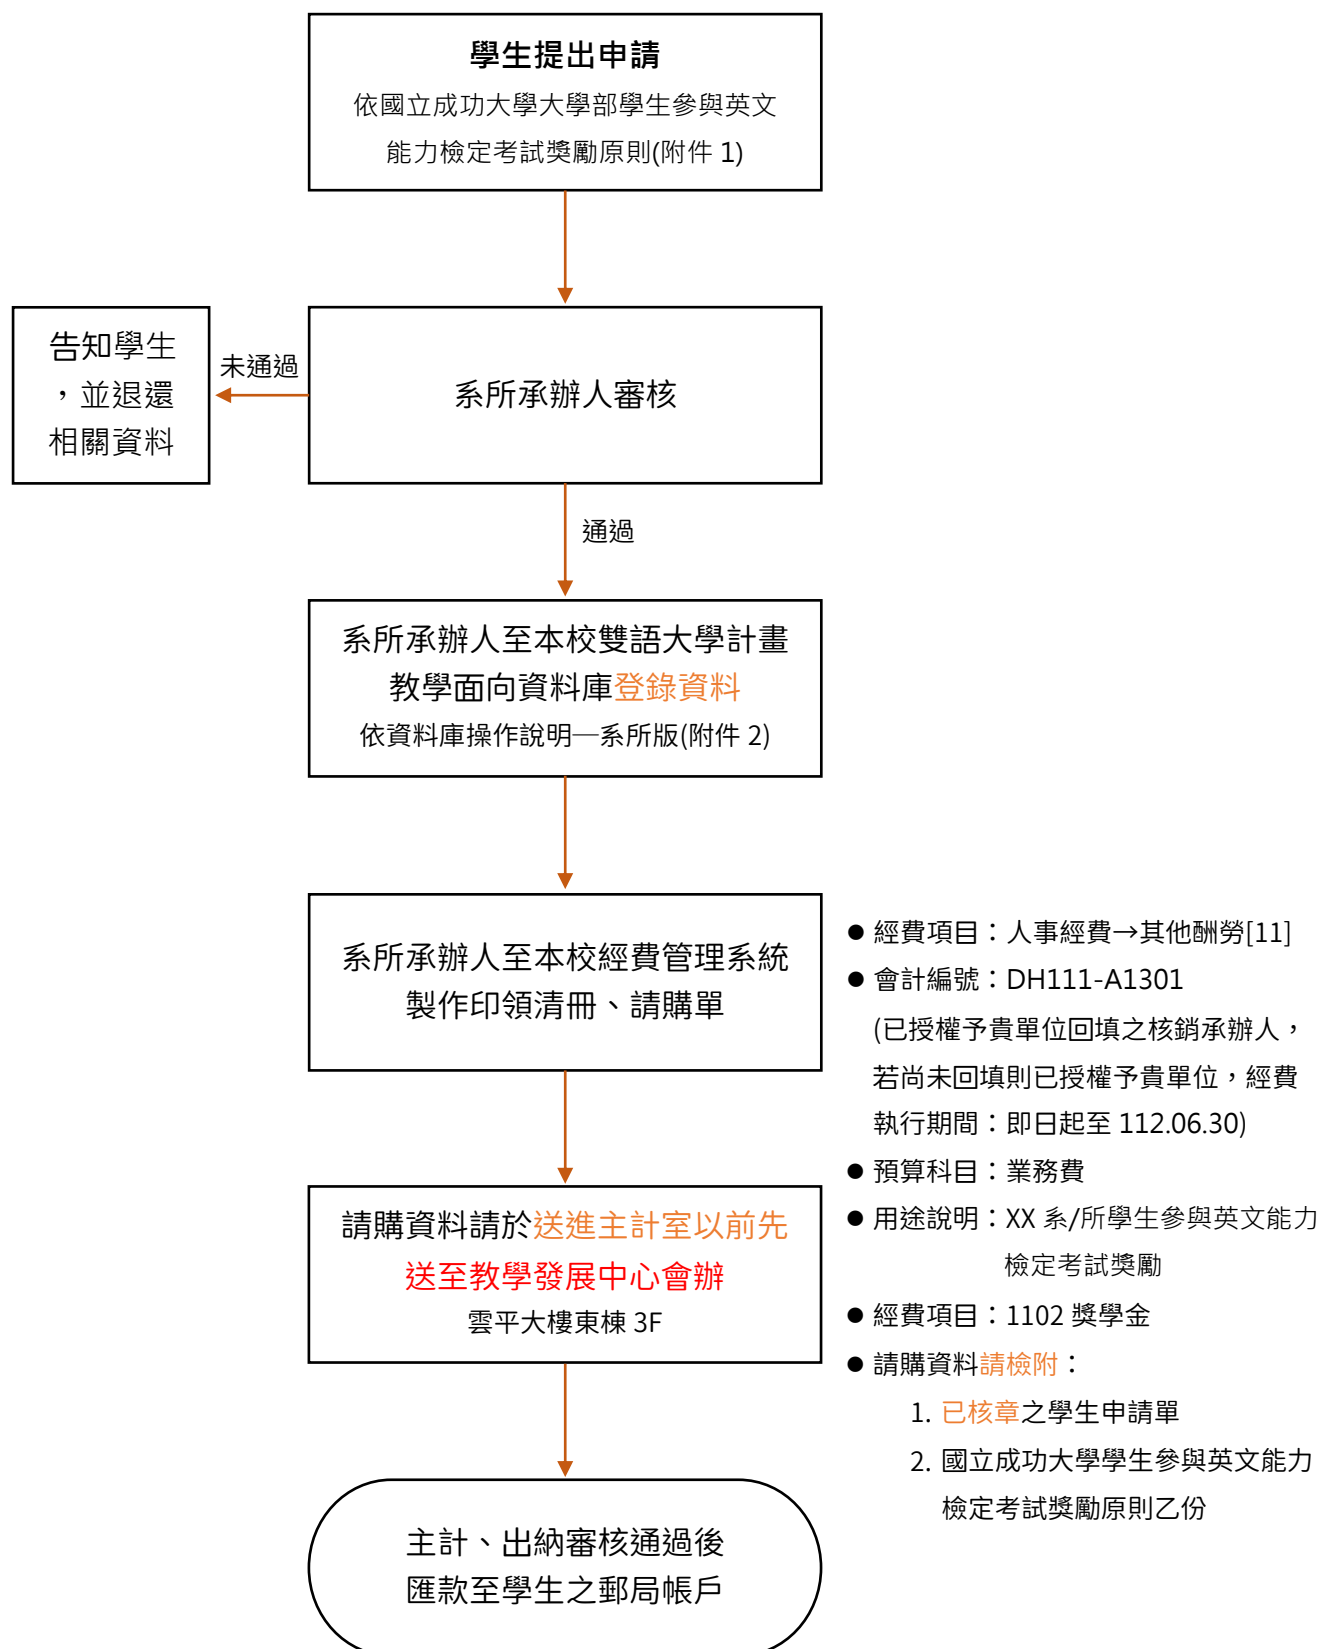 學生提出申請
依國立成功大學大學部學生參與英文
能力檢定考試獎勵原則(附件 1)
告知學生
，並退還
相關資料
未通過
系所承辦人審核
通過
系所承辦人至本校雙語大學計畫
教學面向資料庫登錄資料
依資料庫操作說明─系所版(附件 2)
系所承辦人至本校經費管理系統
製作印領清冊、請購單
● 經費項目：人事經費→其他酬勞[11]
● 會計編號：DH111-A1301
(已授權予貴單位回填之核銷承辦人，
若尚未回填則已授權予貴單位，經費
執行期間：即日起至 112.06.30)
● 預算科目：業務費
● 用途說明：XX 系/所學生參與英文能力
檢定考試獎勵
● 經費項目：1102 獎學金
● 請購資料請檢附：
1. 已核章之學生申請單
2. 國立成功大學學生參與英文能力
檢定考試獎勵原則乙份
請購資料請於送進主計室以前先
送至教學發展中心會辦
雲平大樓東棟 3F
主計、出納審核通過後
匯款至學生之郵局帳戶